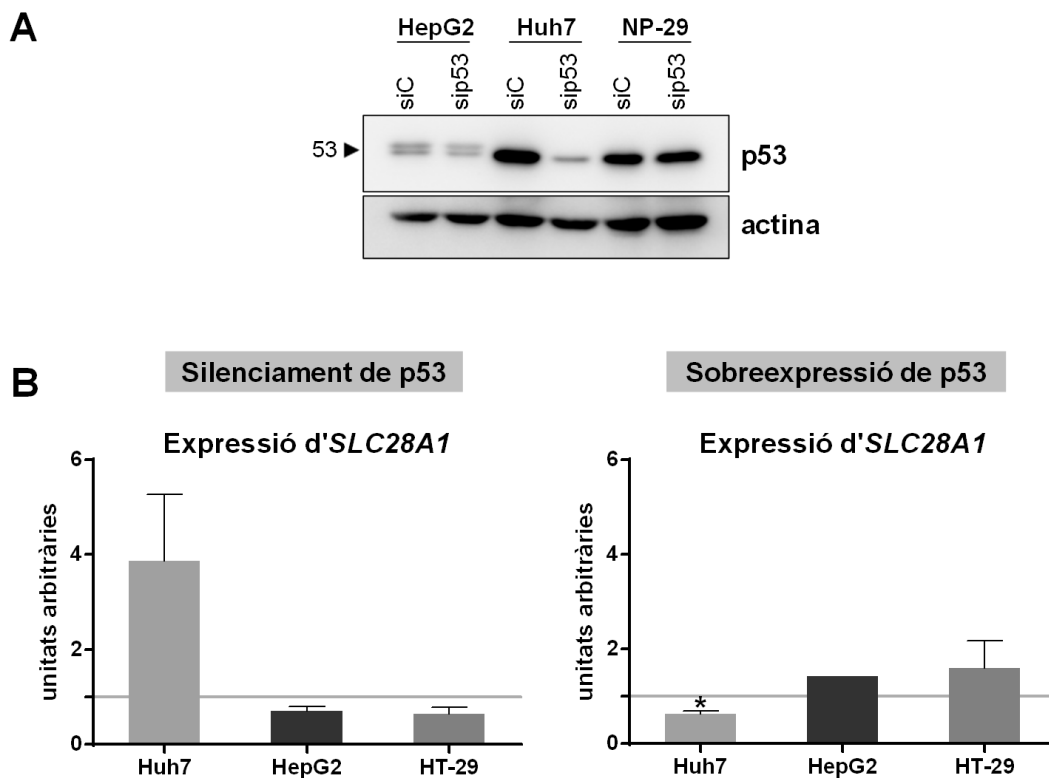 A
HepG2 Huh7 NP-29
siC sip53 siC sip53 siC sip53
53
p53
actina
B
Silenciament de p53
Sobreexpressió de p53
Expressió d'SLC28A1
unitats arbitràries
6
4
2
0
Huh7 HepG2 HT-29
Expressió d'SLC28A1
unitats arbitràries
6
4
2
0
*
Huh7 HepG2 HT-29